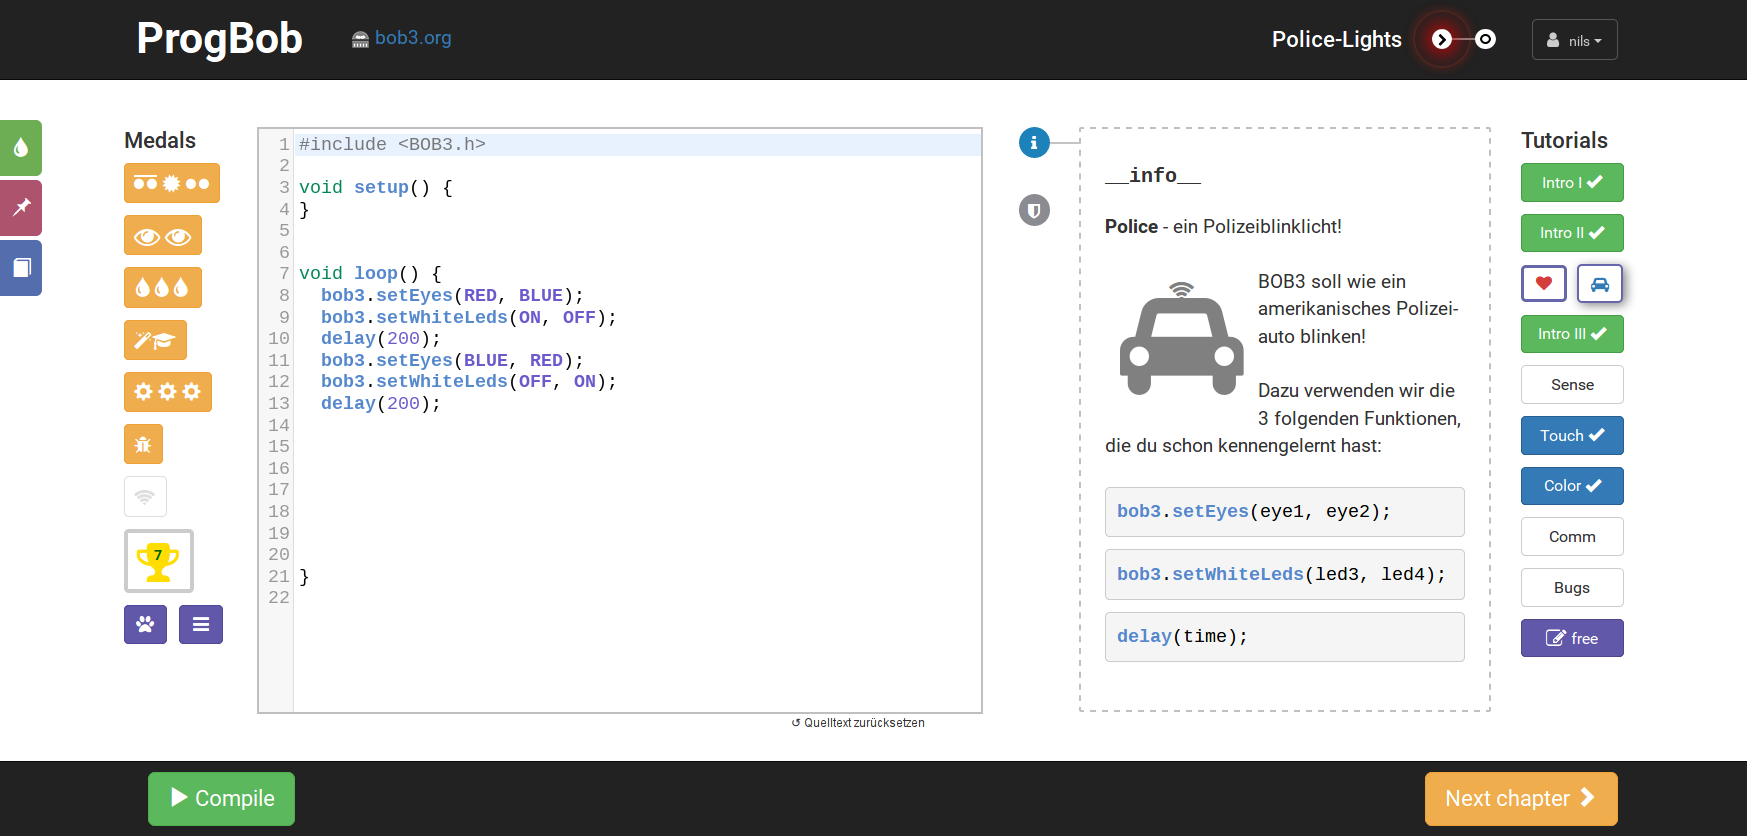 ProgBob
bob3.org
Police-Lights
nils
Medals
7
1 #include <BOB3.h>
2
3 void setup() {
4 }
5
6
7 void loop() {
8   bob3.setEyes(RED, BLUE);
9   bob3.setWhiteLeds(ON, OFF);
10   delay(200);
11   bob3.setEyes(BLUE, RED);
12   bob3.setWhiteLeds(OFF, ON);
13   delay(200);
14
15
16
17
18
19
20
21 }
22
↺ Quelltext zurücksetzen
__info__
Police - ein Polizeiblinklicht!
BOB3 soll wie ein
amerikanisches Polizei-
auto blinken!
Dazu verwenden wir die
3 folgenden Funktionen,
die du schon kennengelernt hast:
bob3.setEyes(eye1, eye2);
bob3.setWhiteLeds(led3, led4);
delay(time);
Tutorials
Intro I
Intro II
Intro III
Sense
Touch
Color
Comm
Bugs
free
Compile
Next chapter